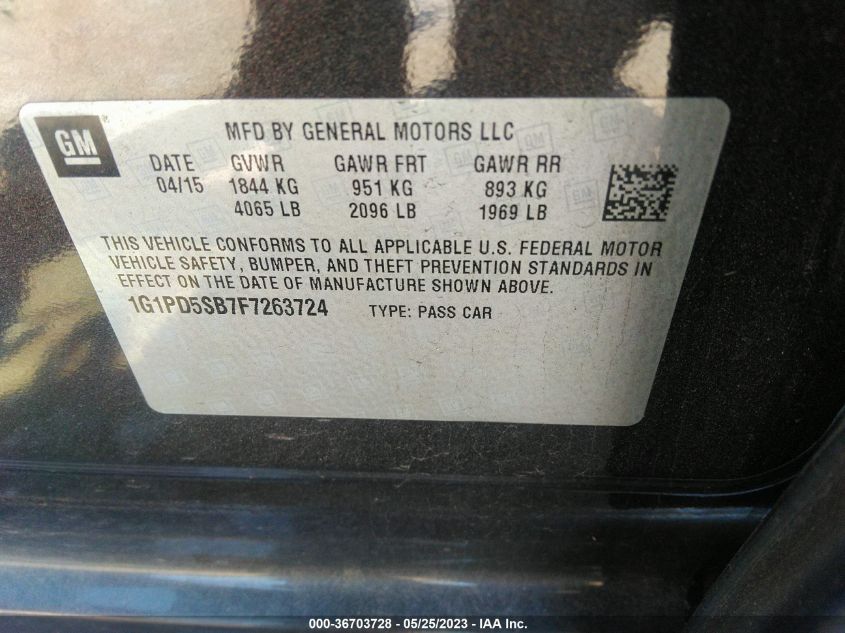 GM
MFD BY GENERAL MOTORS LLC
DATE GVWR GAWR FRT GAWR RR
04/15 1844 KG 951 KG 893 KG
4065 LB 2096 LB 1969 LB
THIS VEHICLE CONFORMS TO ALL APPLICABLE U.S. FEDERAL MOTOR
VEHICLE SAFETY, BUMPER, AND THEFT PREVENTION STANDARDS IN
EFFECT ON THE DATE OF MANUFACTURE SHOWN ABOVE.
1G1PD5SB7F7263724 TYPE: PASS CAR
000-36703728 - 05/25/2023 - IAA Inc.